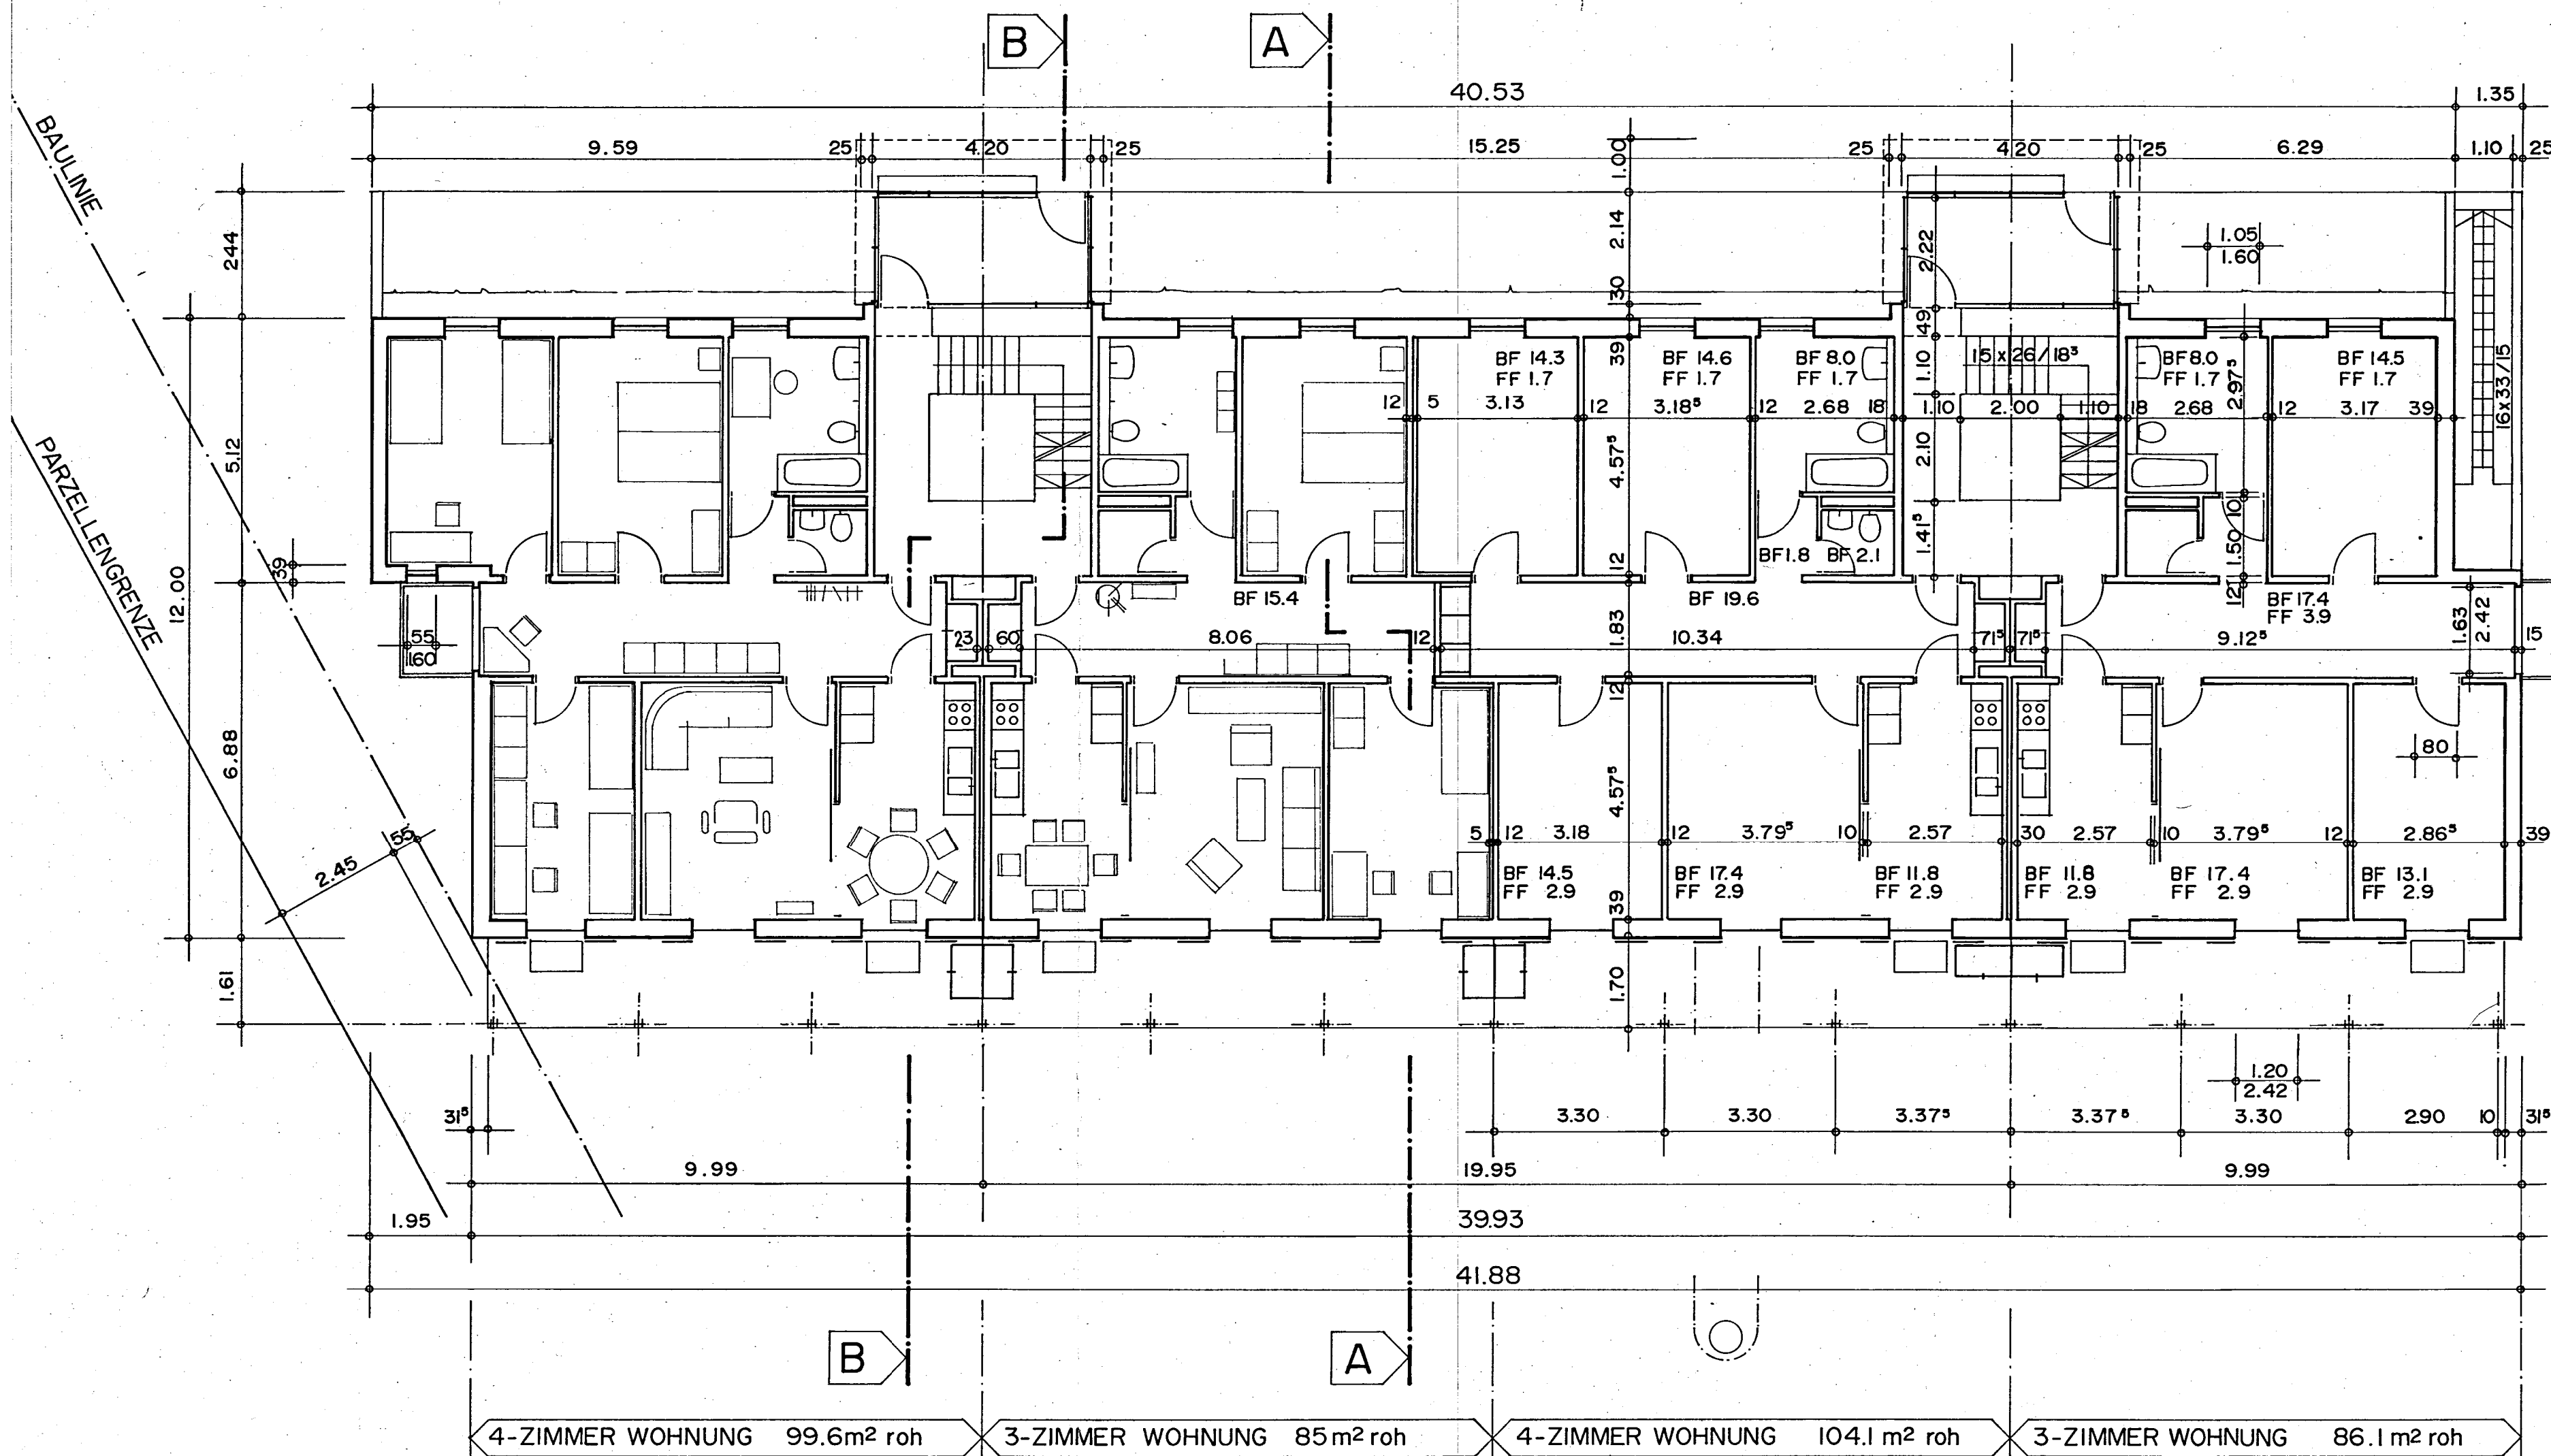 B
A
40.53
1.35
BAULINIE
9.59
25
4.20
25
15.25
1.00
25
4.20
25
6.29
1.10
25
244
2.14
2.22
1.05
1.60
30
49
39
BF 14.3
FF 1.7
BF 14.6
FF 1.7
BF 8.0
FF 1.7
15 x 26/18³
1.10
BF 8.0
FF 1.7
2.97⁵
BF 14.5
FF 1.7
16x33/15
12
5
3.13
12
3.18⁵
12
2.68
18
1.10
2.00
1.10
18
2.68
12
3.17
39
PARZELLENGRENZE
5.12
4.57⁵
2.10
10
1.41⁵
1.50
39
12.00
12
BF 1.8
BF 2.1
BF 15.4
BF 19.6
12
BF 17.4
FF 3.9
55
1.60
23
60
8.06
12
1.83
10.34
71⁵
71⁵
9.12⁵
1.63
2.42
15
12
6.88
4.57⁵
80
2.45
55
5
12
3.18
12
3.79⁵
10
2.57
30
2.57
10
3.79⁵
12
2.86⁵
39
BF 14.5
FF 2.9
BF 17.4
FF 2.9
BF 11.8
FF 2.9
BF 11.8
FF 2.9
BF 17.4
FF 2.9
BF 13.1
FF 2.9
39
1.61
1.70
1.20
2.42
31⁵
3.30
3.30
3.37⁵
3.37⁵
3.30
2.90
10
31⁵
9.99
19.95
9.99
1.95
39.93
41.88
B
A
4-ZIMMER WOHNUNG 99.6m² roh
3-ZIMMER WOHNUNG 85m² roh
4-ZIMMER WOHNUNG 104.1 m² roh
3-ZIMMER WOHNUNG 86.1 m² roh